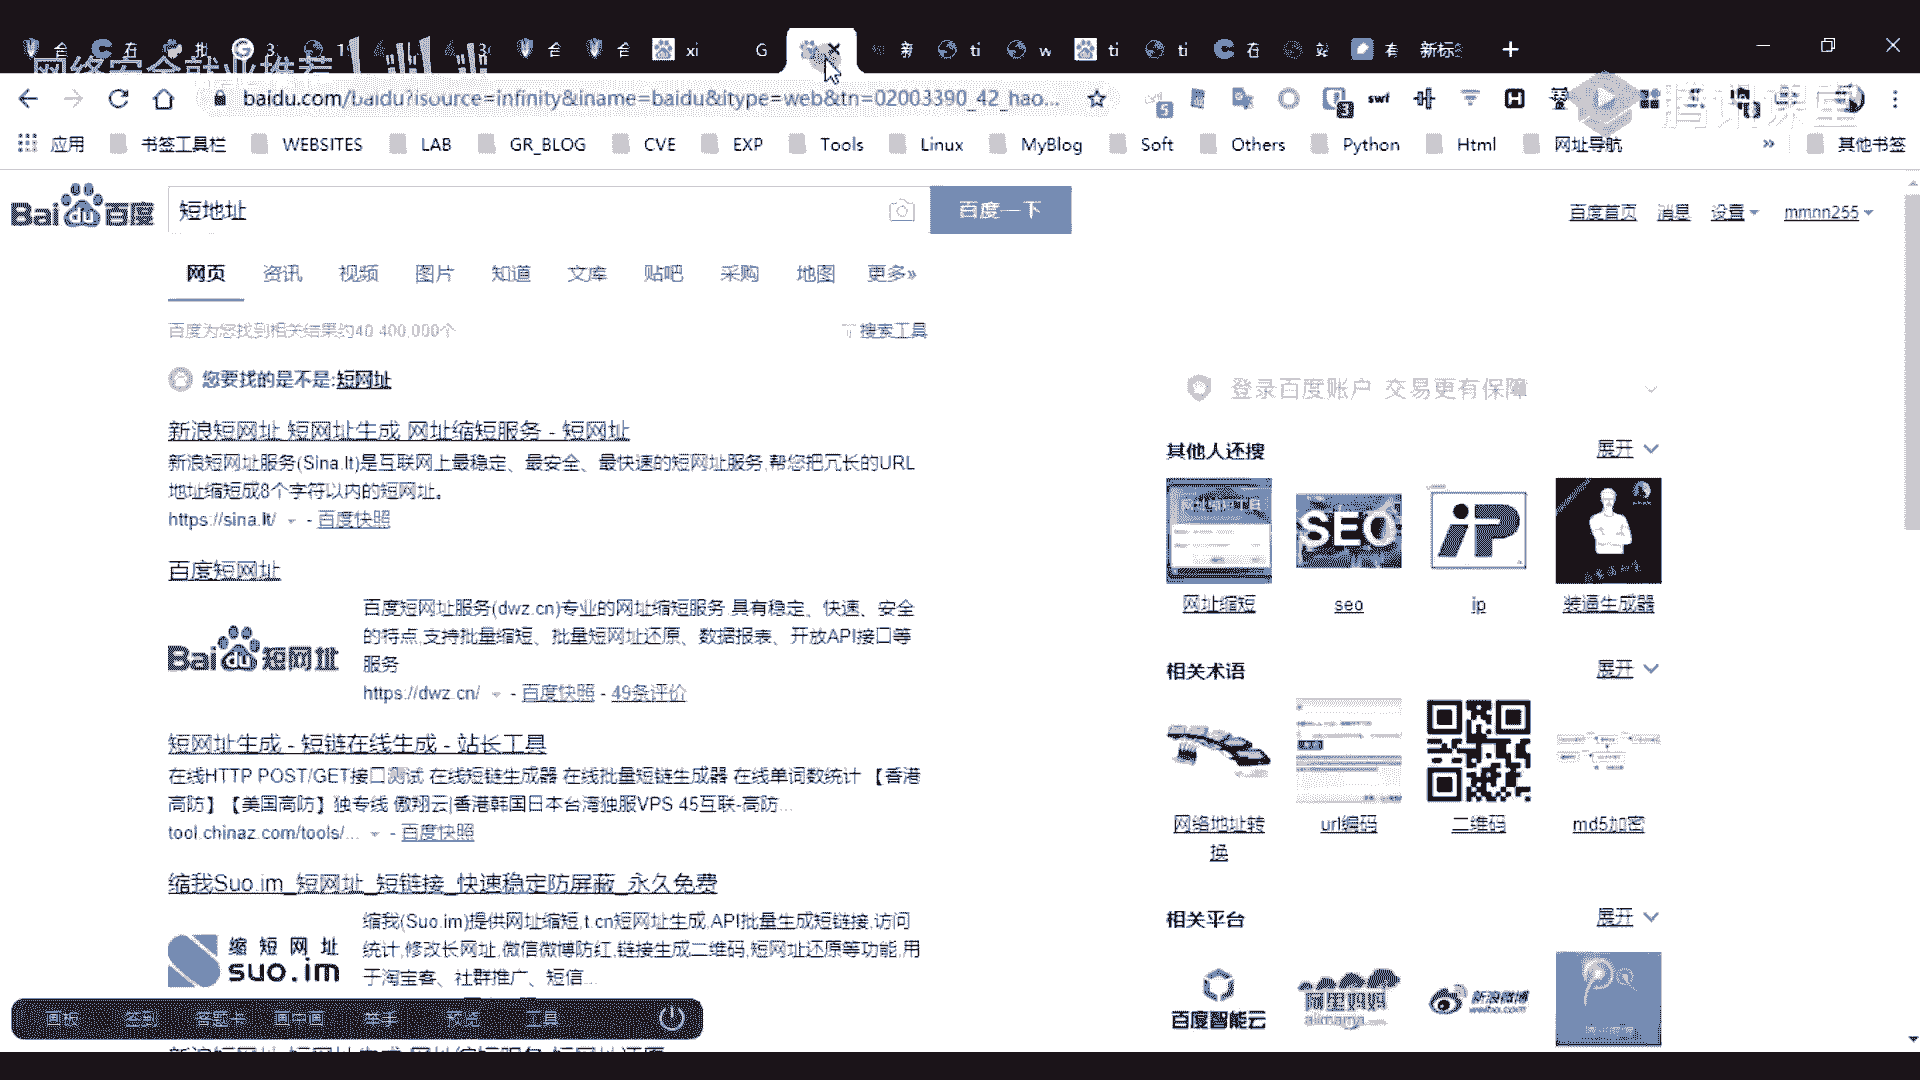 网络安全就业推荐
腾讯课堂
baidu.com/baidu?isource=infinity&iname=baidu&itype=web&tn=02003390_42_hao...
应用 书签工具栏 WEBSITES LAB GR_BLOG CVE EXP Tools Linux MyBlog Soft Others Python Html 网址导航 » 其他书签
Bai du 百度 短地址 百度一下 百度首页 消息 设置 mmnn255
网页 资讯 视频 图片 知道 文库 贴吧 采购 地图 更多»
百度为您找到相关结果约40,400,000个 搜索工具
您要找的是不是:短网址
登录百度账户 交易更有保障
新浪短网址_短网址生成_网址缩短服务 - 短网址
新浪短网址服务(Sina.lt)是互联网上最稳定、最安全、最快速的短网址服务,帮您把冗长的URL
地址缩短成8个字符以内的短网址。
https://sina.lt/ - 百度快照
百度短网址
Bai du 短网址
百度短网址服务(dwz.cn)专业的网址缩短服务,具有稳定、快速、安全
的特点,支持批量缩短、批量短网址还原、数据报表、开放API接口等
服务
https://dwz.cn/ - 百度快照 - 49条评价
短网址生成 - 短链在线生成 - 站长工具
在线HTTP POST/GET接口测试 在线短链生成器 在线批量短链生成器 在线单词数统计 【香港
高防】【美国高防】独专线 傲翔云|香港韩国日本台湾独服VPS 45互联-高防...
tool.chinaz.com/tools/... - 百度快照
缩我Suo.im_短网址_短链接_快速稳定防屏蔽_永久免费
缩短网址
suo.im
缩我(Suo.im)提供网址缩短,t.cn短网址生成,API批量生成短链接,访问
统计,修改长网址,微信微博防红,链接生成二维码,短网址还原等功能,用
于淘宝客、社群推广、短信...
其他人还搜 展开
SEO
iP
网址缩短 seo ip 装逼生成器
相关术语 展开
网络地址转换 url编码 二维码 md5加密
相关平台 展开
百度智能云 阿里妈妈 alimama 新浪微博 weibo.com
画板 签到 答题卡 画中画 举手 预览 工具